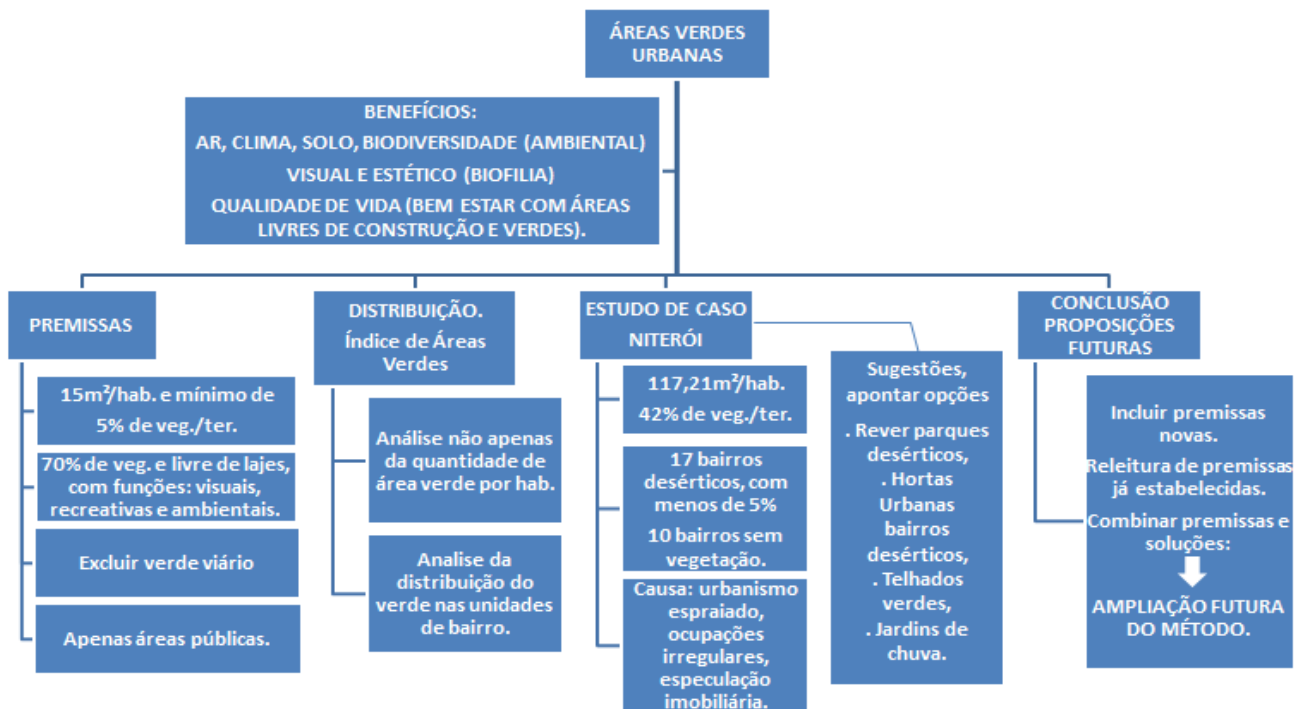 ÁREAS VERDES
URBANAS
BENEFÍCIOS:
AR, CLIMA, SOLO, BIODIVERSIDADE (AMBIENTAL)
VISUAL E ESTÉTICO (BIOFILIA)
QUALIDADE DE VIDA (BEM ESTAR COM ÁREAS
LIVRES DE CONSTRUÇÃO E VERDES).
PREMISSAS
15m²/hab. e mínimo de
5% de veg./ter.
70% de veg. e livre de lajes,
com funções: visuais,
recreativas e ambientais.
Excluir verde viário
Apenas áreas públicas.
DISTRIBUIÇÃO.
Índice de Áreas
Verdes
Análise não apenas
da quantidade de
área verde por hab.
Analise da
distribuição do
verde nas unidades
de bairro.
ESTUDO DE CASO
NITERÓI
117,21m²/hab.
42% de veg./ter.
17 bairros
desérticos, com
menos de 5%
10 bairros sem
vegetação.
Causa: urbanismo
espraiado,
ocupações
irregulares,
especulação
imobiliária.
Sugestões,
apontar opções
. Rever parques
desérticos,
. Hortas
Urbanas
bairros
desérticos,
. Telhados
verdes,
. Jardins de
chuva.
CONCLUSÃO
PROPOSIÇÕES
FUTURAS
Incluir premissas
novas.
Releitura de premissas
já estabelecidas.
Combinar premissas e
soluções:
AMPLIAÇÃO FUTURA
DO MÉTODO.